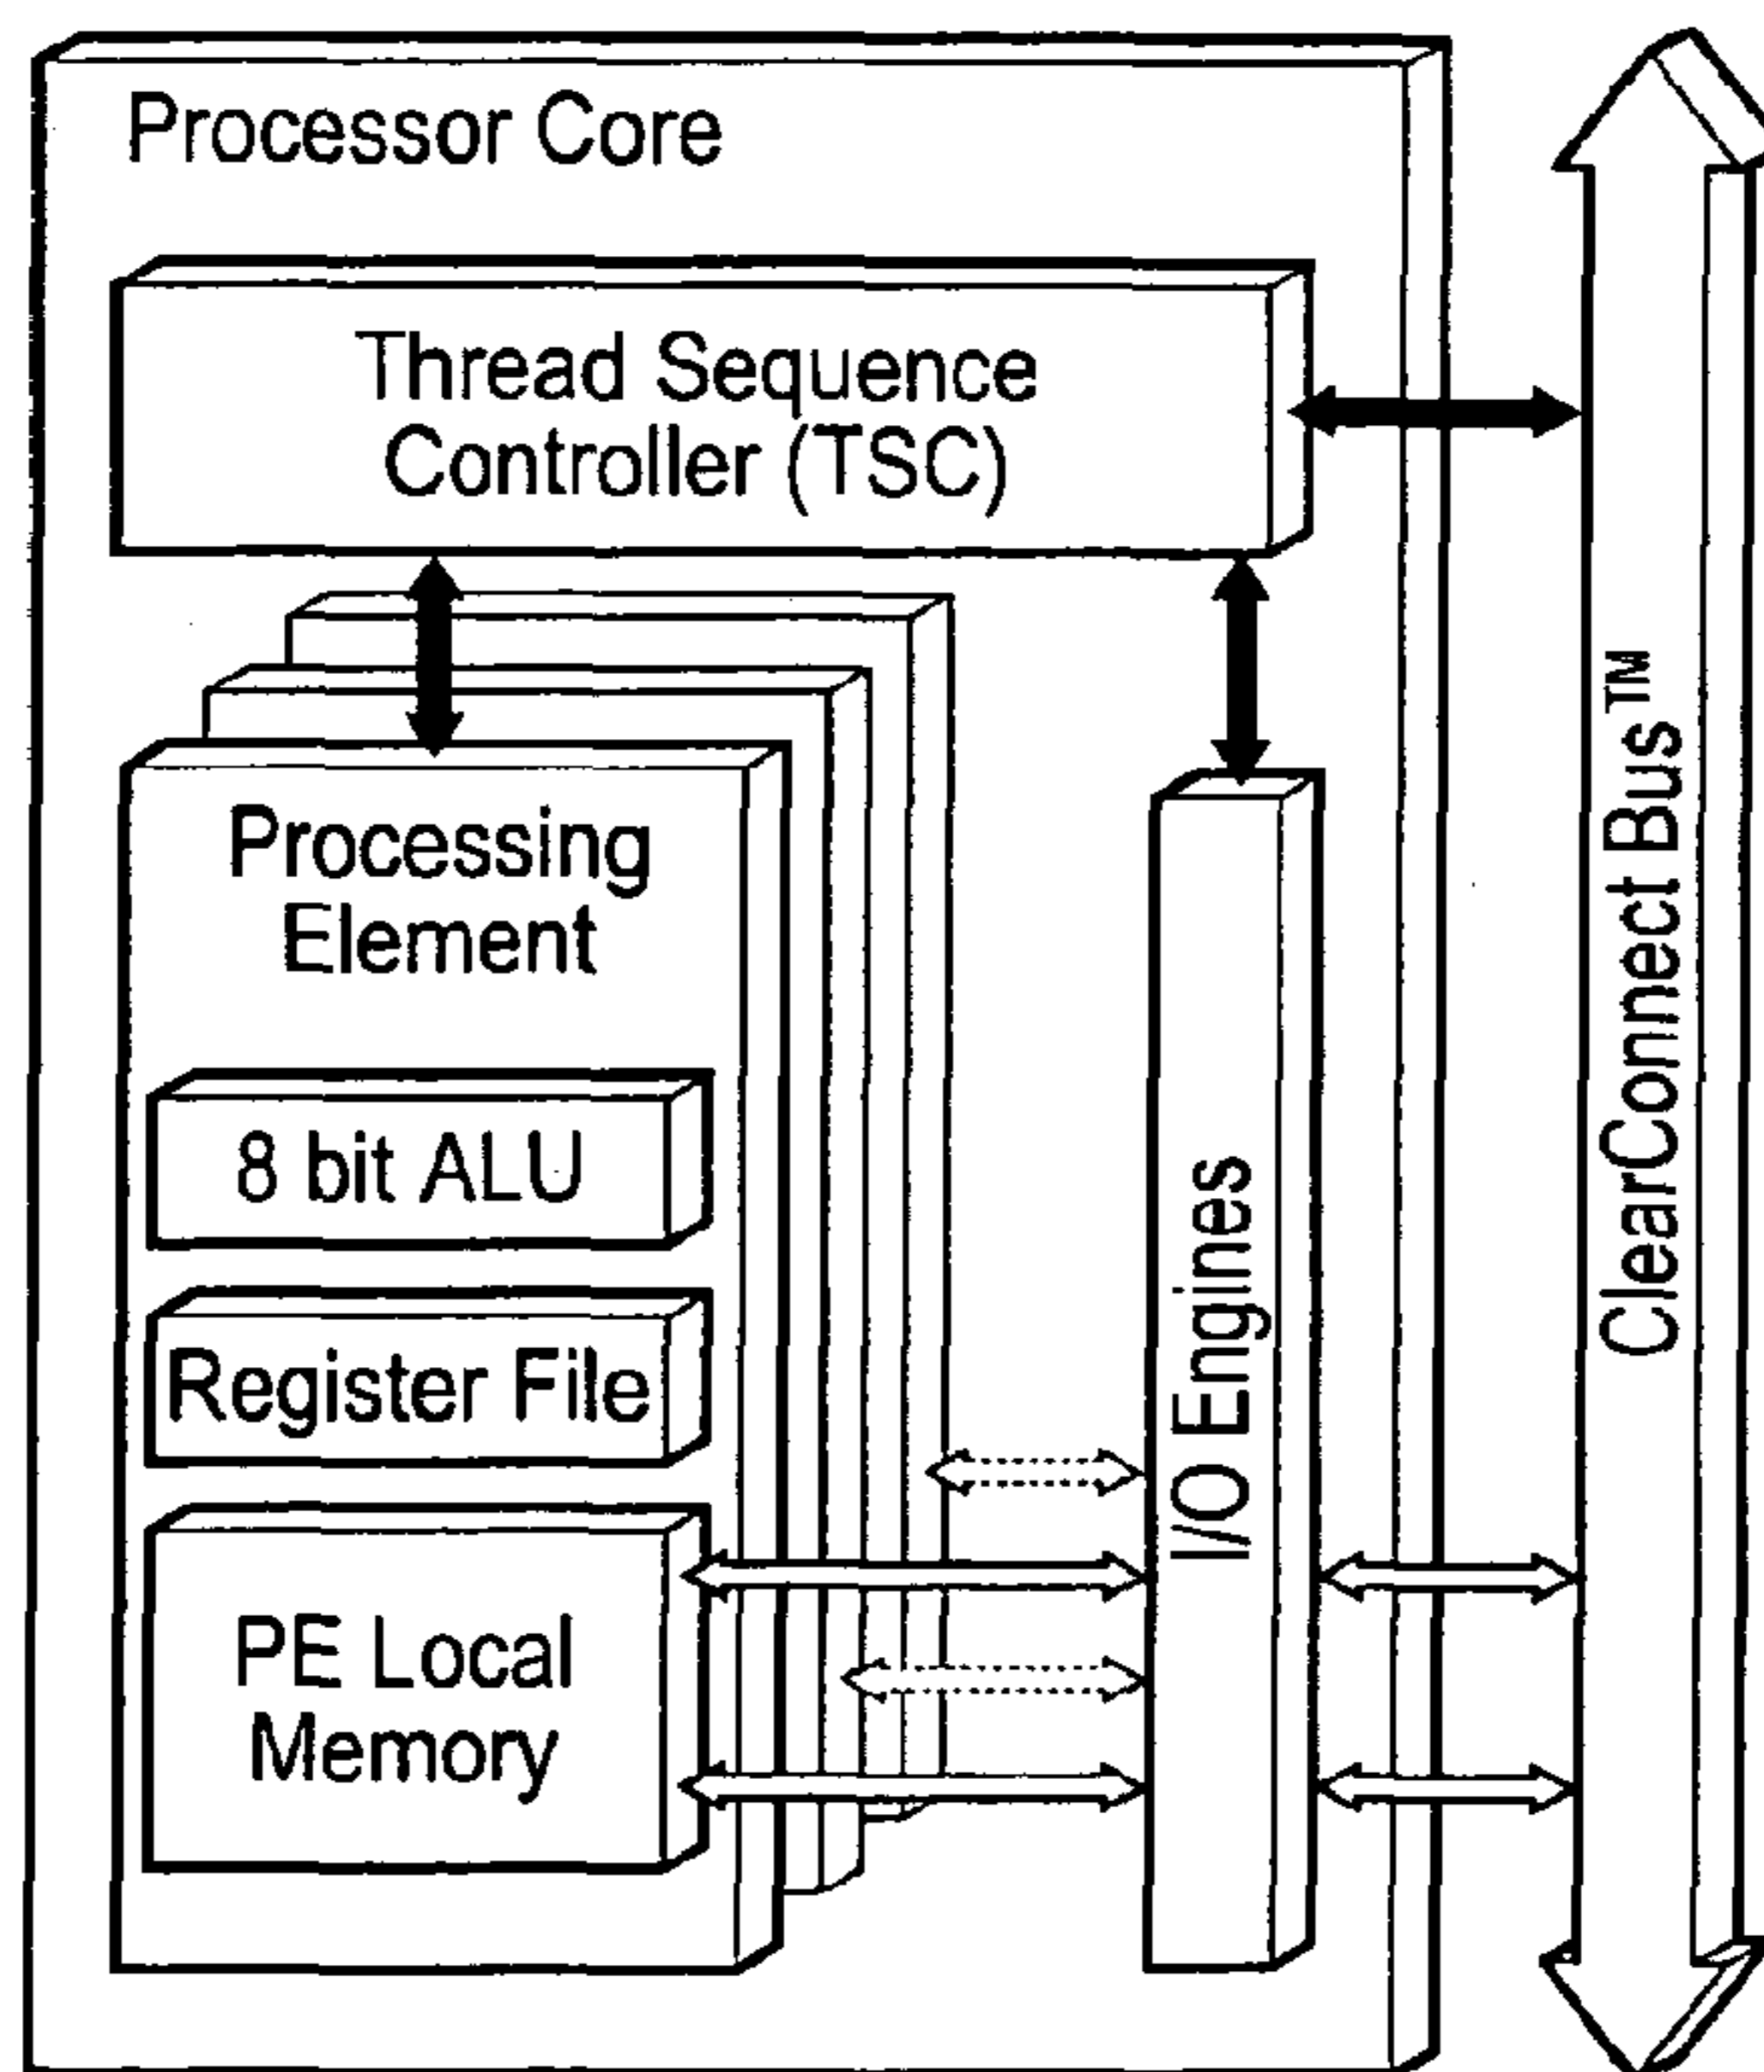 Processor Core
Thread Sequence
Controller (TSC)
Processing
Element
8 bit ALU
Register File
PE Local
Memory
I/O Engines
ClearConnect Bus™